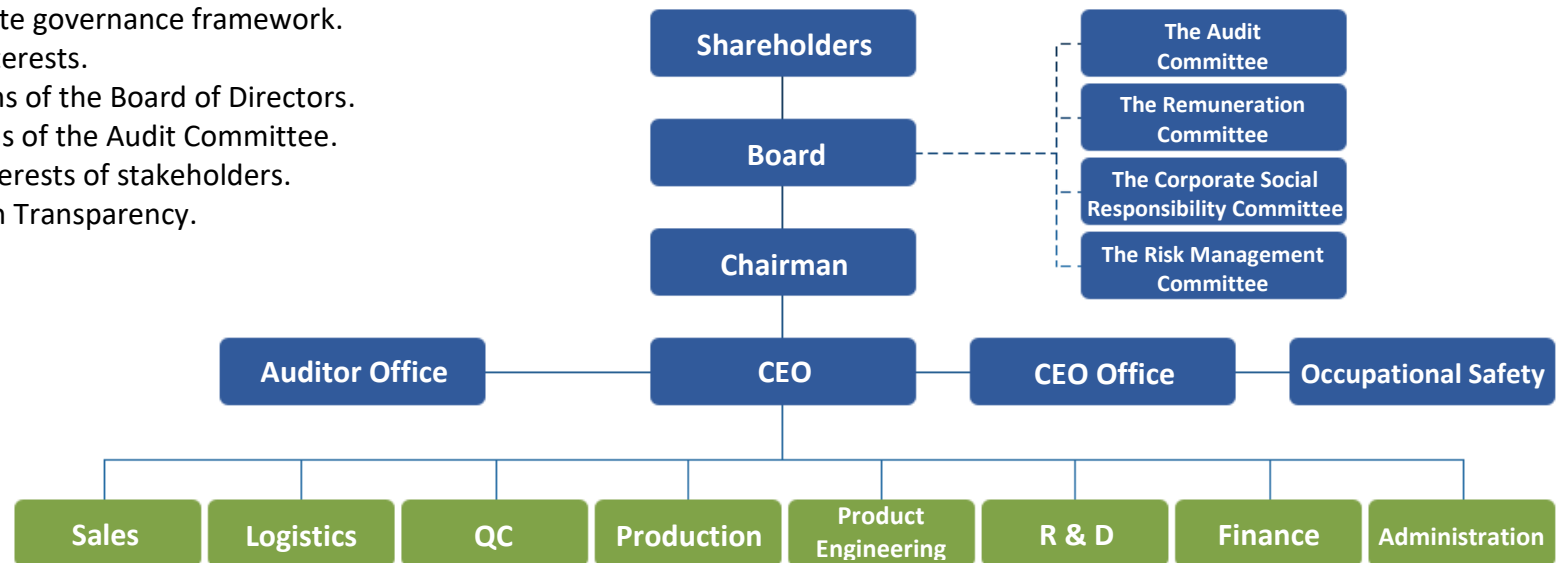 te governance framework.
terests.
ns of the Board of Directors.
s of the Audit Committee.
erests of stakeholders.
n Transparency.
Shareholders
The Audit
Committee
The Remuneration
Committee
Board
The Corporate Social
Responsibility Committee
Chairman
The Risk Management
Committee
Auditor Office
CEO
CEO Office
Occupational Safety
Sales
Logistics
QC
Production
Product
Engineering
R & D
Finance
Administration